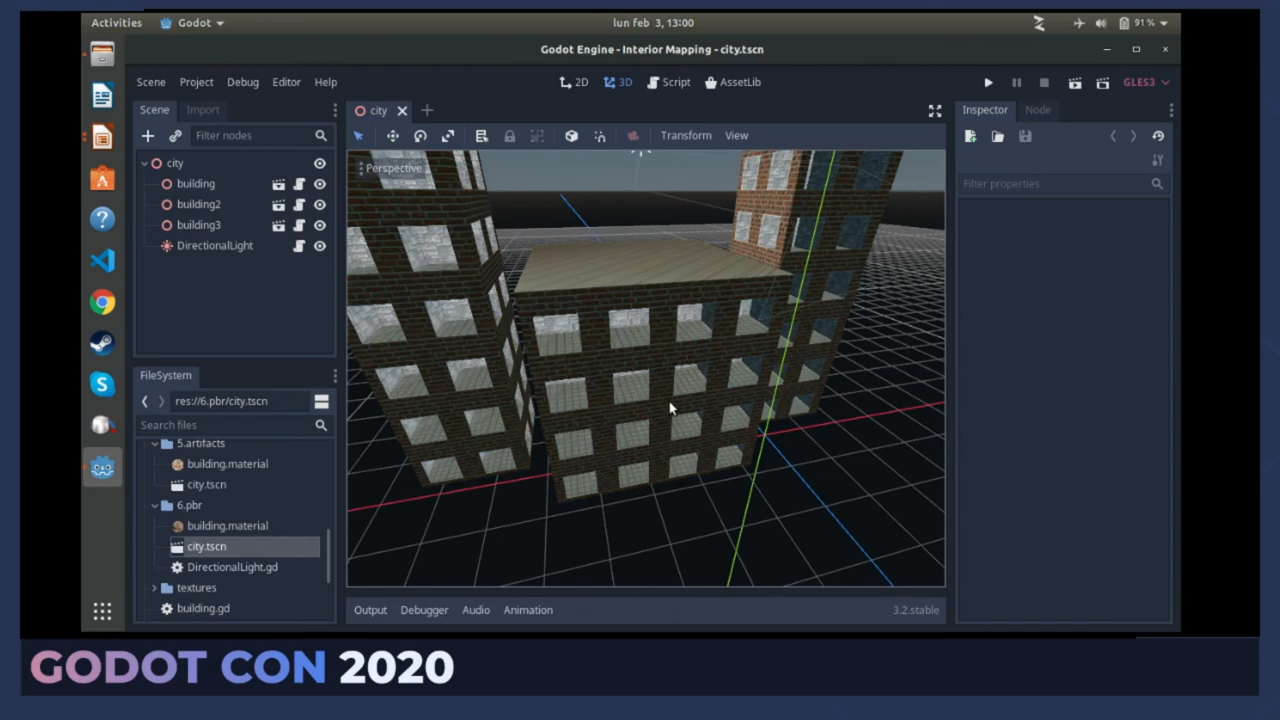 Activities Godot lun feb 3, 13:00 91 %
Godot Engine - Interior Mapping - city.tscn
Scene Project Debug Editor Help 2D 3D Script AssetLib GLES3
Scene Import
Filter nodes
city
building
building2
building3
DirectionalLight
FileSystem
res://6.pbr/city.tscn
Search files
5.artifacts
building.material
city.tscn
6.pbr
building.material
city.tscn
DirectionalLight.gd
textures
building.gd
city
Transform View
Perspective
Output Debugger Audio Animation 3.2.stable
Inspector Node
Filter properties
GODOT CON 2020